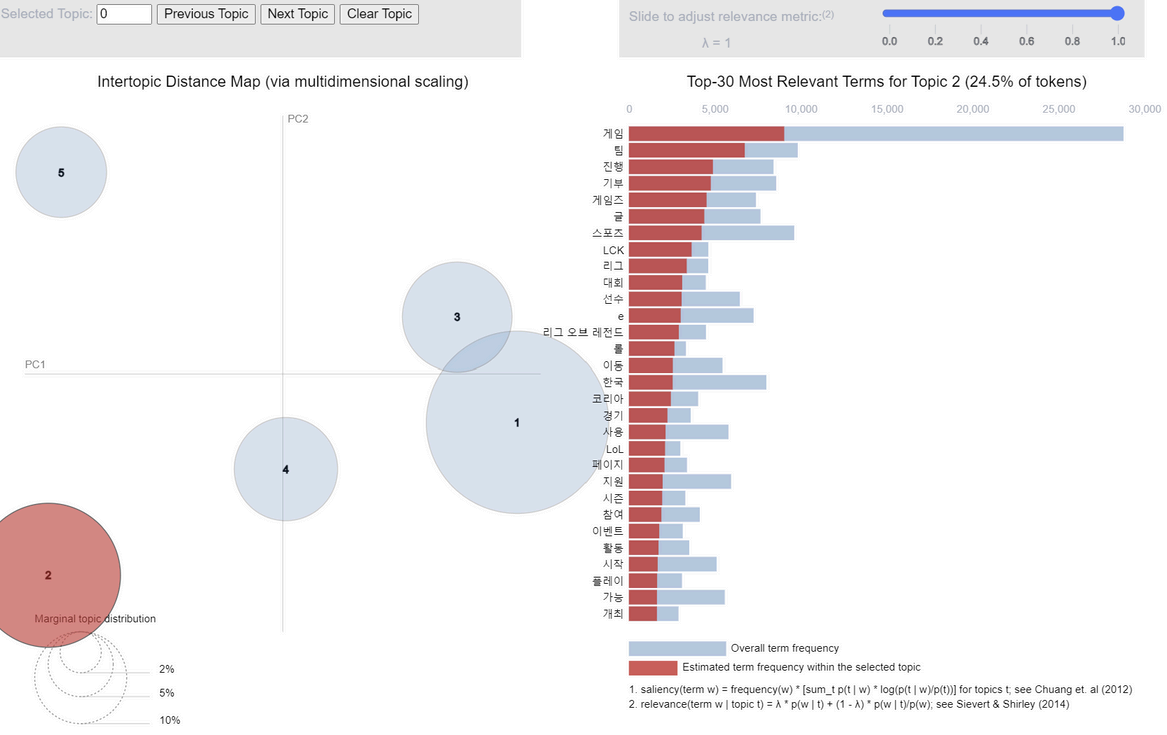 Selected Topic: 0 Previous Topic Next Topic Clear Topic
Slide to adjust relevance metric:(2)
λ = 1
0.0 0.2 0.4 0.6 0.8 1.0
Intertopic Distance Map (via multidimensional scaling)
PC2
PC1
5
3
1
4
2
Marginal topic distribution
2%
5%
10%
Top-30 Most Relevant Terms for Topic 2 (24.5% of tokens)
0 5,000 10,000 15,000 20,000 25,000 30,000
게임
팀
진행
기부
게임즈
글
스포츠
LCK
리그
대회
선수
e
리그 오브 레전드
롤
이동
한국
코리아
경기
사용
LoL
페이지
지원
시즌
참여
이벤트
활동
시작
플레이
가능
개최
Overall term frequency
Estimated term frequency within the selected topic
1. saliency(term w) = frequency(w) * [sum_t p(t | w) * log(p(t | w)/p(t))] for topics t; see Chuang et. al (2012)
2. relevance(term w | topic t) = λ * p(w | t) + (1 - λ) * p(w | t)/p(w); see Sievert & Shirley (2014)